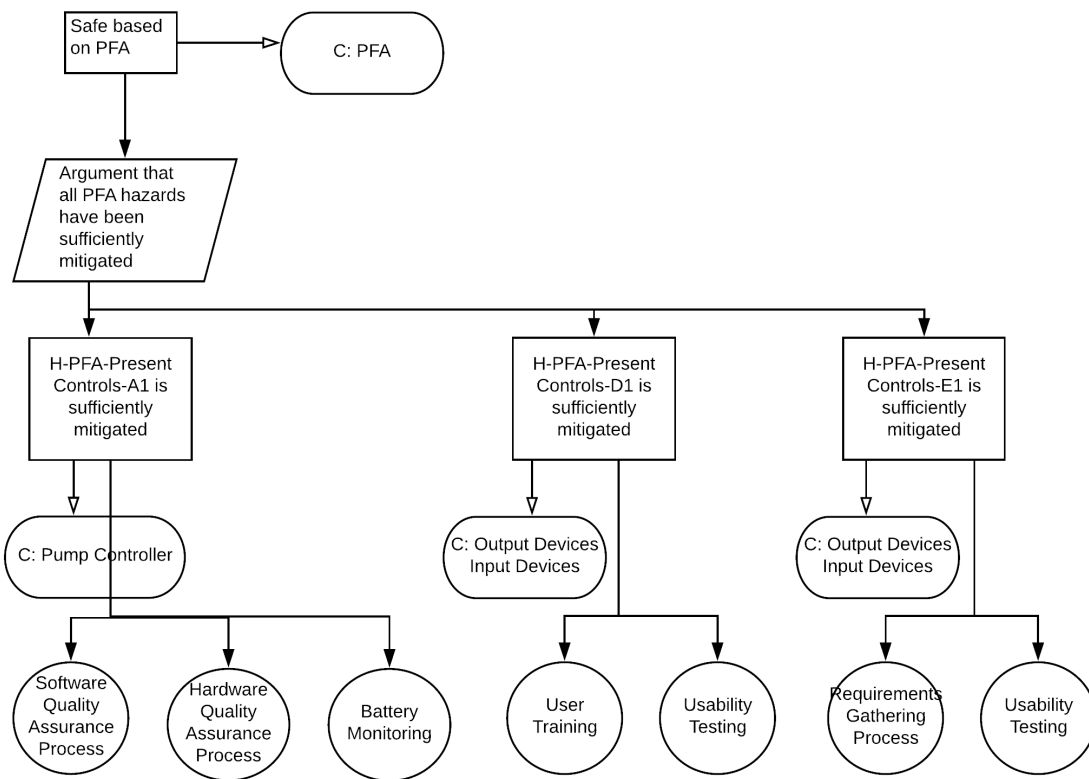 Safe based
on PFA
C: PFA
Argument that
all PFA hazards
have been
sufficiently
mitigated
H-PFA-Present
Controls-A1 is
sufficiently
mitigated
H-PFA-Present
Controls-D1 is
sufficiently
mitigated
H-PFA-Present
Controls-E1 is
sufficiently
mitigated
C: Pump Controller
C: Output Devices
Input Devices
C: Output Devices
Input Devices
Software
Quality
Assurance
Process
Hardware
Quality
Assurance
Process
Battery
Monitoring
User
Training
Usability
Testing
Requirements
Gathering
Process
Usability
Testing